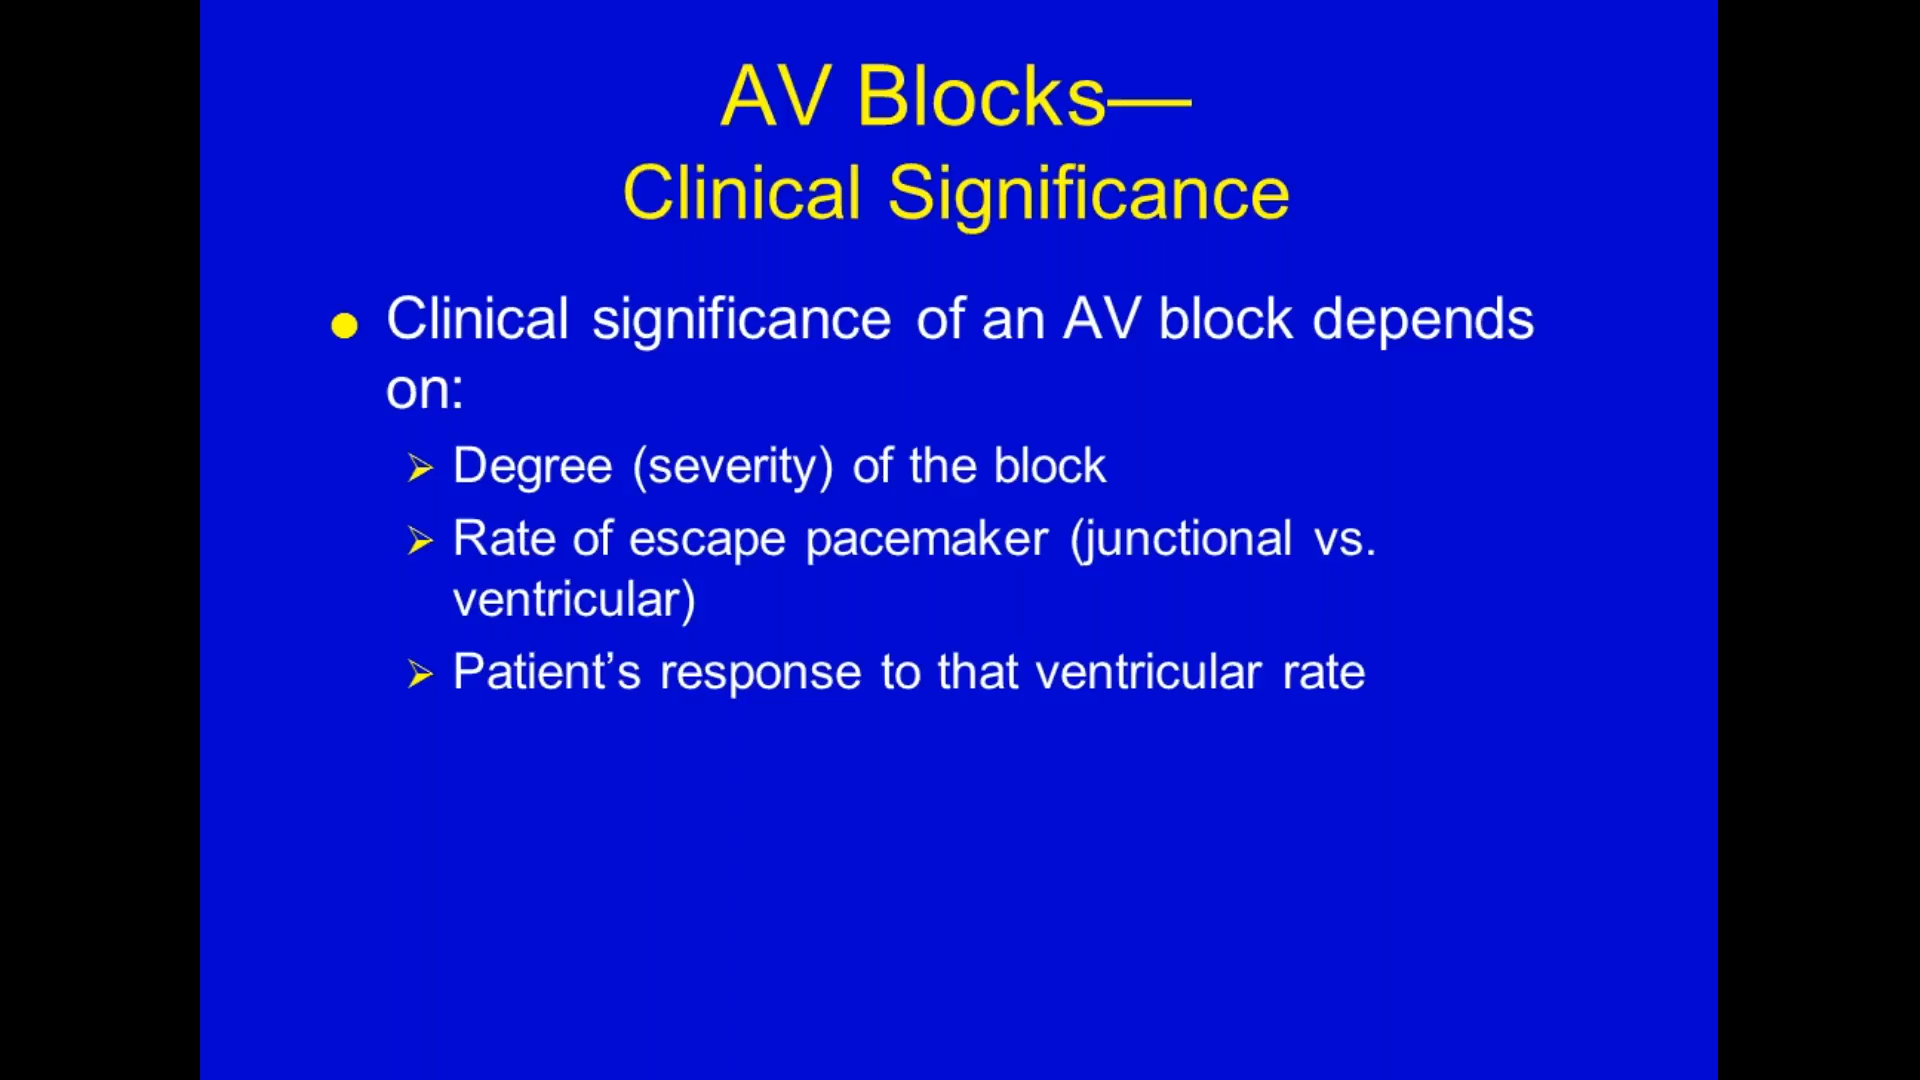 AV Blocks—
Clinical Significance
Clinical significance of an AV block depends
on:
Degree (severity) of the block
Rate of escape pacemaker (junctional vs.
ventricular)
Patient’s response to that ventricular rate